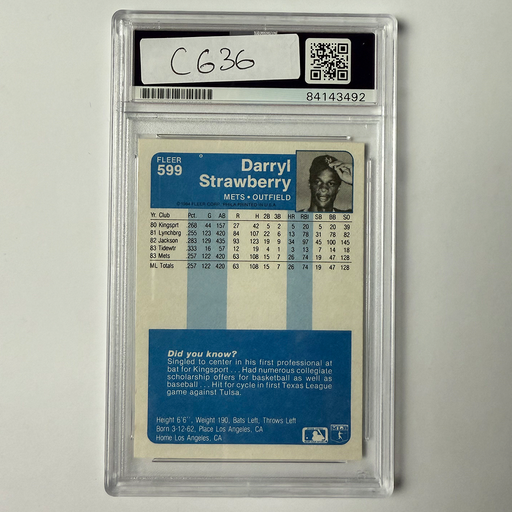 CG36
84143492
FLEER
599
Darryl
Strawberry
METS • OUTFIELD
Yr. Club Pct. G AB R H 2B 3B HR RBI SB BB SO
80 Kingsprt .268 44 157 27 42 5 2 5 20 5 20 39
81 Lynchbrg .255 123 420 84 107 22 6 13 78 31 78 82
82 Jackson .283 129 435 93 123 19 9 34 97 45 100 145
83 Tidewtr .333 16 57 12 19 4 1 3 13 7 14 18
83 Mets .257 122 420 63 108 15 7 26 74 19 47 128
ML Totals .257 122 420 63 108 15 7 26 74 19 47 128
Did you know?
Singled to center in his first professional at
bat for Kingsport . . . Had numerous collegiate
scholarship offers for basketball as well as
baseball . . . Hit for cycle in first Texas League
game against Tulsa.
Height 6'6'', Weight 190, Bats Left, Throws Left
Born 3-12-62, Place Los Angeles, CA
Home Los Angeles, CA